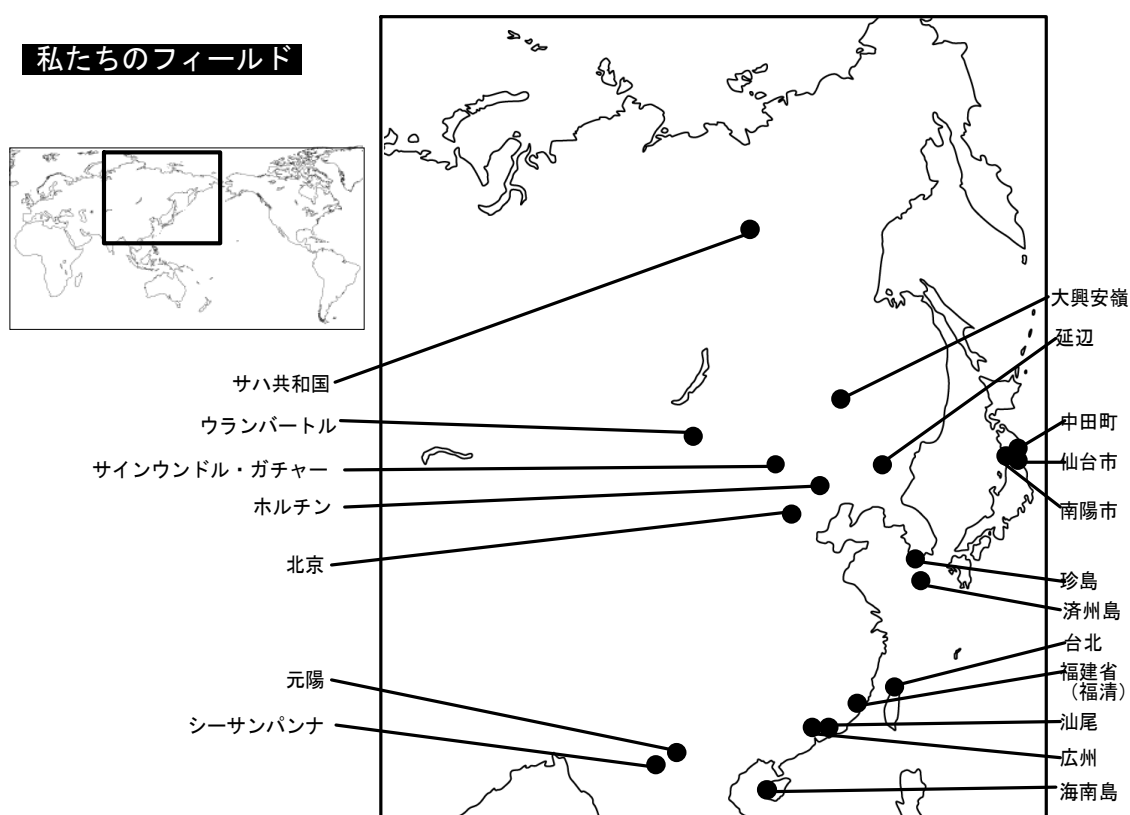 私たちのフィールド
サハ共和国
ウランバートル
サインウンドル・ガチャー
ホルチン
北京
元陽
シーサンパンナ
大興安嶺
延辺
中田町
仙台市
南陽市
珍島
済州島
台北
福建省
（福清）
汕尾
広州
海南島